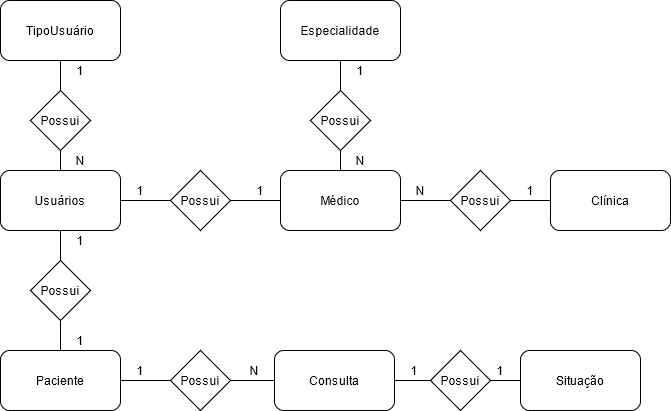 TipoUsuário
Especialidade
1
1
Possui
Possui
N
N
Usuários
1
Possui
1
Médico
N
Possui
1
Clínica
1
Possui
1
Paciente
1
Possui
N
Consulta
1
Possui
1
Situação